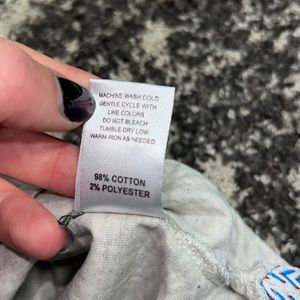 MACHINE WASH COLD
GENTLE CYCLE WITH
LIKE COLORS
DO NOT BLEACH
TUMBLE DRY LOW
WARM IRON AS NEEDED.
98% COTTON
2% POLYESTER